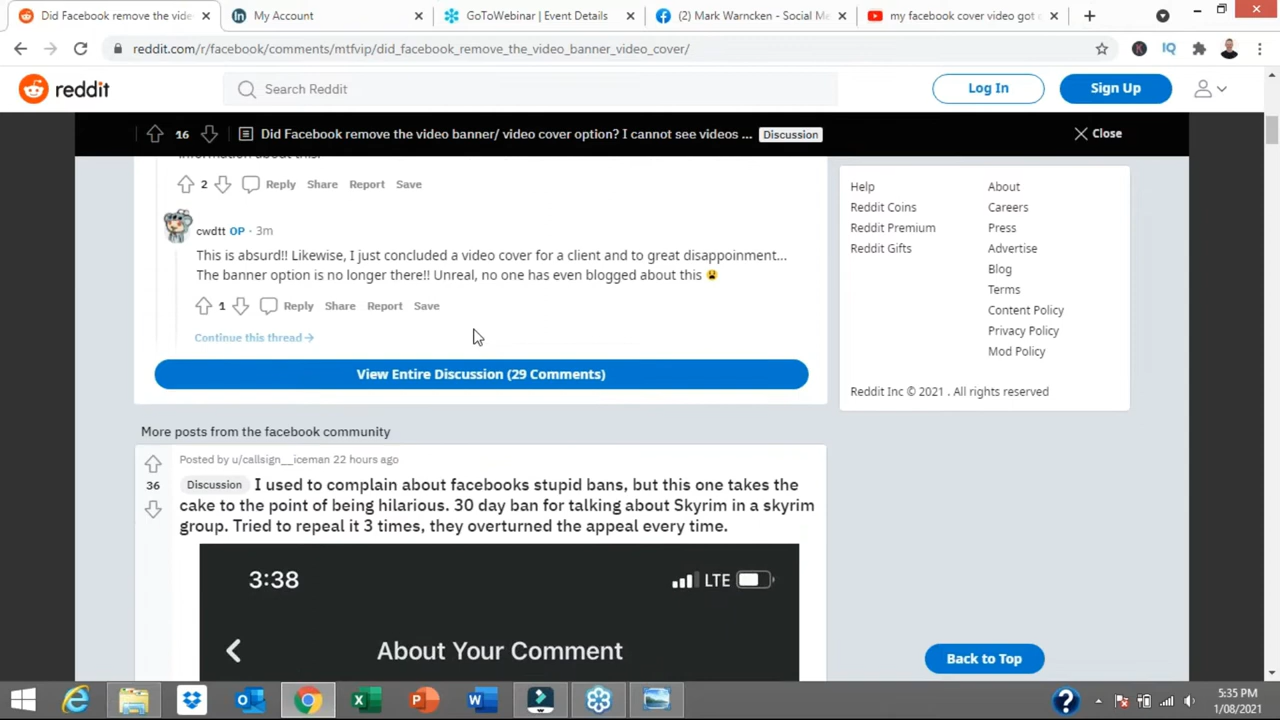 Did Facebook remove the vide
My Account
GoToWebinar | Event Details
(2) Mark Warncken - Social Me
my facebook cover video got d
reddit.com/r/facebook/comments/mtfvip/did_facebook_remove_the_video_banner_video_cover/
reddit
Search Reddit
Log In
Sign Up
16
Did Facebook remove the video banner/ video cover option? I cannot see videos ...
Discussion
Close
information about this!
2
Reply
Share
Report
Save
cwdtt OP · 3m
This is absurd!! Likewise, I just concluded a video cover for a client and to great disappoinment...
The banner option is no longer there!! Unreal, no one has even blogged about this
1
Reply
Share
Report
Save
Continue this thread
View Entire Discussion (29 Comments)
Help
Reddit Coins
Reddit Premium
Reddit Gifts
About
Careers
Press
Advertise
Blog
Terms
Content Policy
Privacy Policy
Mod Policy
Reddit Inc © 2021 . All rights reserved
More posts from the facebook community
Posted by u/callsign__iceman 22 hours ago
36
Discussion I used to complain about facebooks stupid bans, but this one takes the
cake to the point of being hilarious. 30 day ban for talking about Skyrim in a skyrim
group. Tried to repeal it 3 times, they overturned the appeal every time.
3:38
LTE
About Your Comment
Back to Top
5:35 PM
1/08/2021